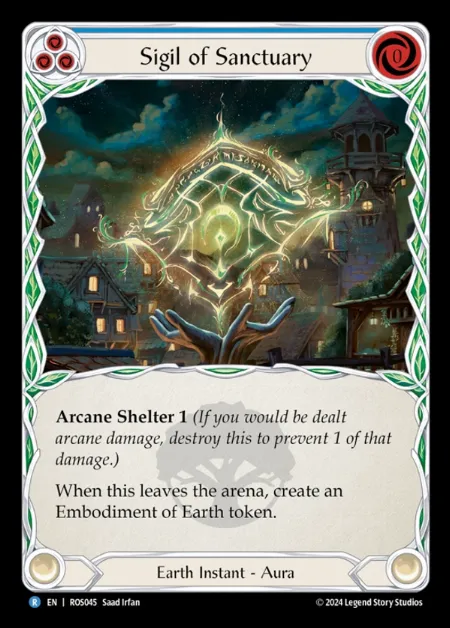 Sigil of Sanctuary
0
Arcane Shelter 1 (If you would be dealt
arcane damage, destroy this to prevent 1 of that
damage.)
When this leaves the arena, create an
Embodiment of Earth token.
Earth Instant - Aura
R EN | ROS045 Saad Irfan
© 2024 Legend Story Studios